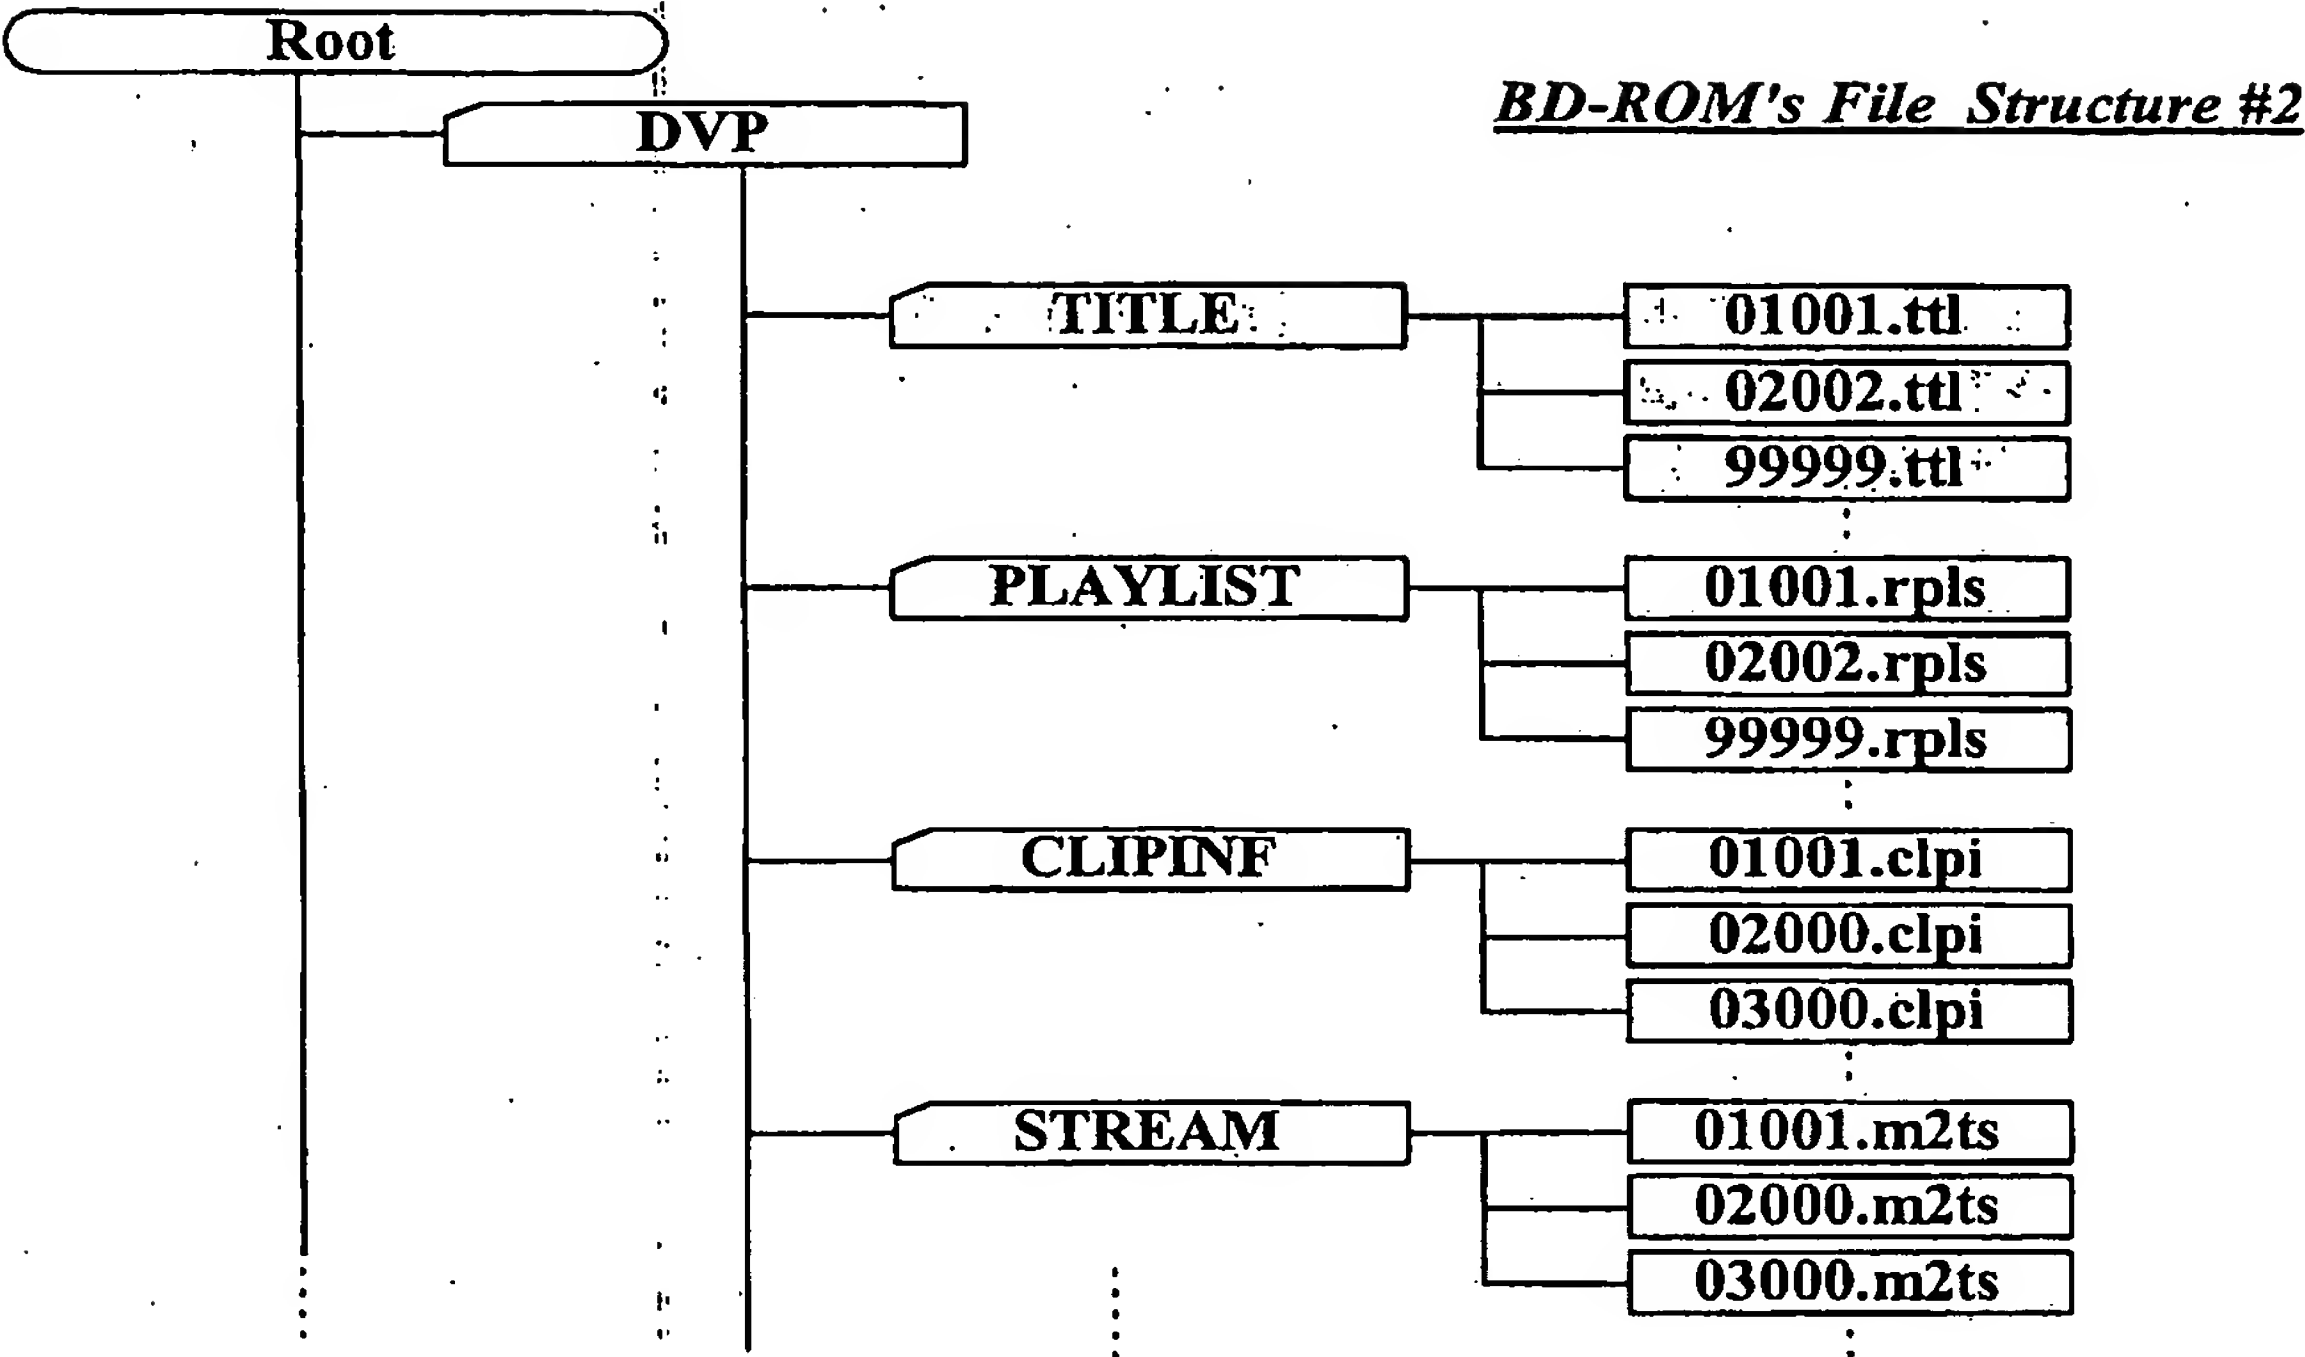 Root
BD-ROM's File Structure #2
DVP
TITLE
01001.ttl
02002.ttl
99999.ttl
PLAYLIST
01001.rpls
02002.rpls
99999.rpls
CLIPINF
01001.clpi
02000.clpi
03000.clpi
STREAM
01001.m2ts
02000.m2ts
03000.m2ts